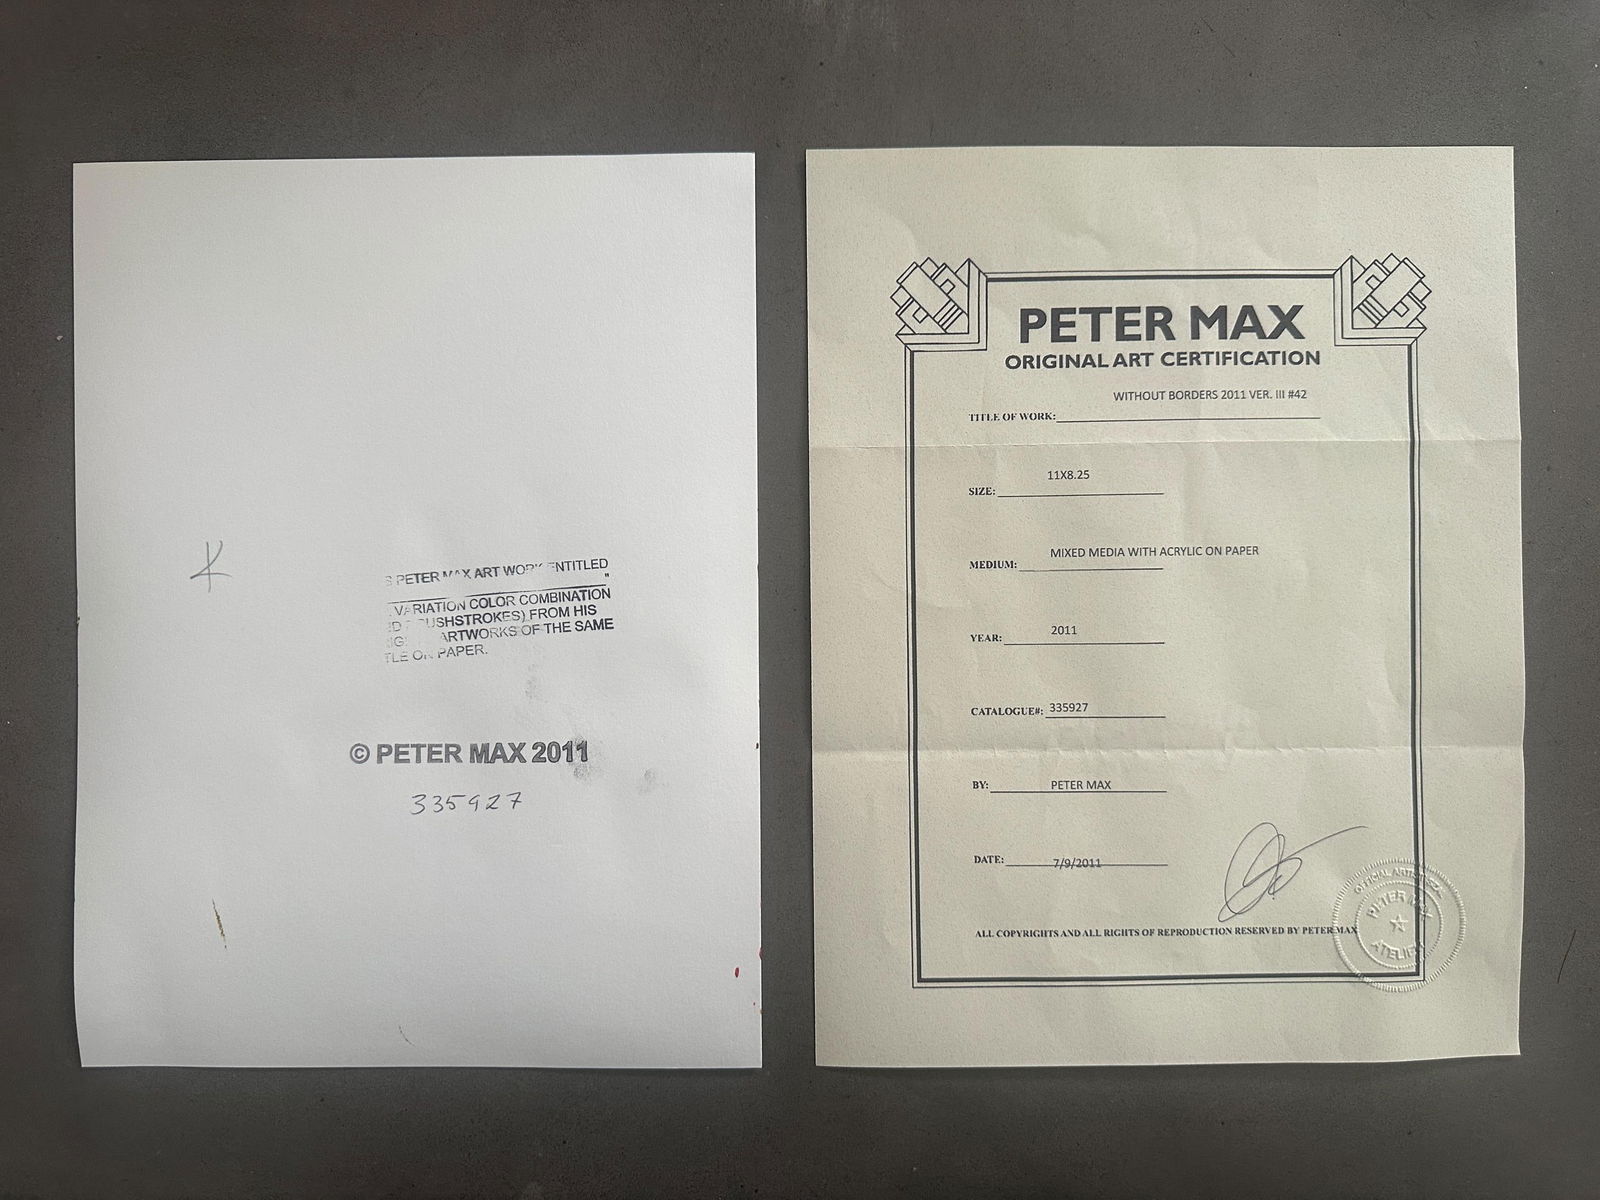 PETER ART ENTITLED
"
VARIATION COLOR COMBINATION
FROM HIS
ARTWORKS OF THE SAME
PAPER.
© PETER MAX 2011
335927
PETER MAX
ORIGINAL ART CERTIFICATION
WITHOUT BORDERS 2011 VER. III #42
TITLE OF WORK:
11X8.25
SIZE:
MIXED MEDIA WITH ACRYLIC ON PAPER
MEDIUM:
2011
YEAR:
CATALOGUE#: 335927
BY: PETER MAX
DATE: 7/9/2011
ALL COPYRIGHTS AND ALL RIGHTS OF REPRODUCTION RESERVED BY PETER MAX
OFFICIAL
PETER MAX
ATELIER